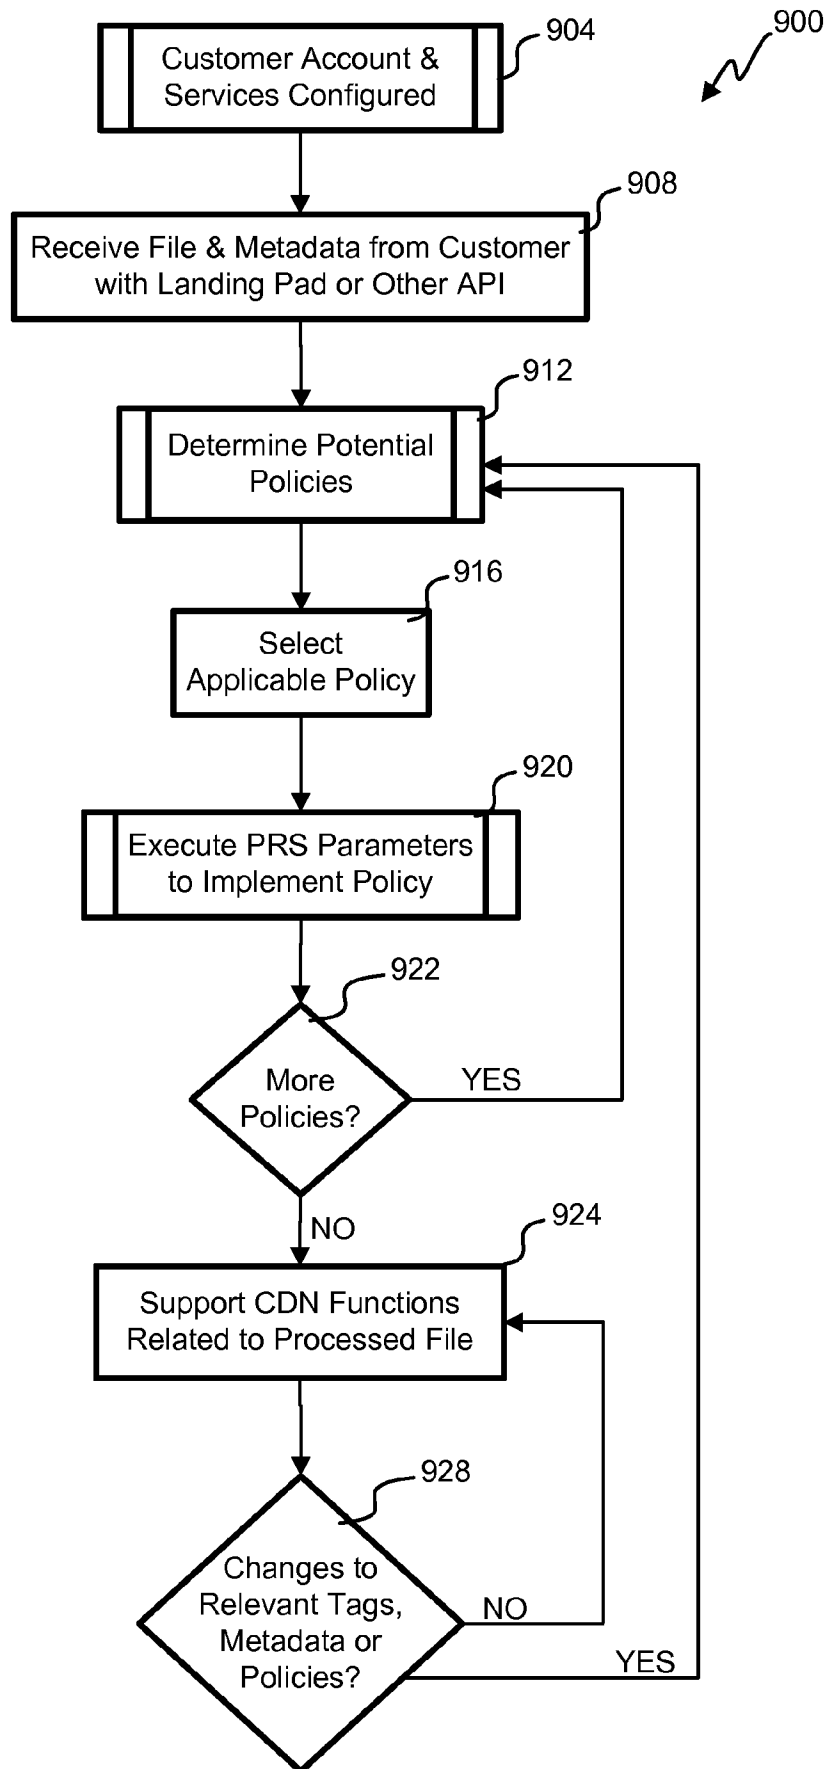 900
904
Customer Account &
Services Configured
908
Receive File & Metadata from Customer
with Landing Pad or Other API
912
Determine Potential
Policies
916
Select
Applicable Policy
920
Execute PRS Parameters
to Implement Policy
922
More
Policies?
YES
NO
924
Support CDN Functions
Related to Processed File
928
Changes to
Relevant Tags,
Metadata or
Policies?
NO
YES